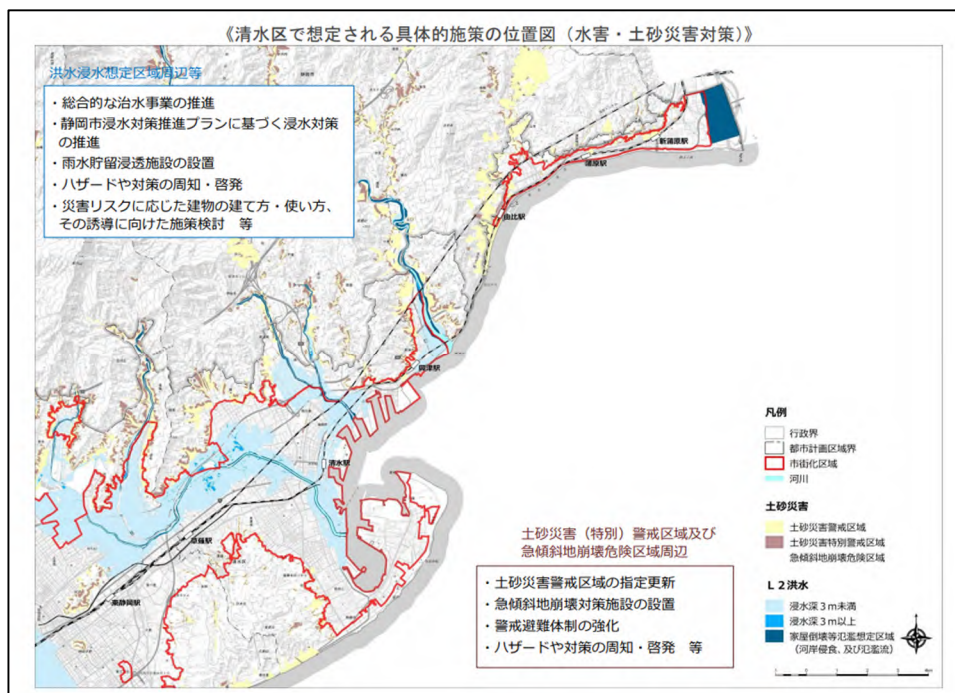 《清水区で想定される具体的施策の位置図（水害・土砂災害対策）》
洪水浸水想定区域周辺等
・総合的な治水事業の推進
・静岡市浸水対策推進プランに基づく浸水対策
の推進
・雨水貯留浸透施設の設置
・ハザードや対策の周知・啓発
・災害リスクに応じた建物の建て方・使い方、
その誘導に向けた施策検討　等
新蒲原駅
蒲原駅
由比駅
興津駅
清水駅
草薙駅
東静岡駅
凡例
行政界
都市計画区域界
市街化区域
河川
土砂災害
土砂災害警戒区域
土砂災害特別警戒区域
急傾斜地崩壊危険区域
Ｌ２洪水
浸水深３ｍ未満
浸水深３ｍ以上
家屋倒壊等氾濫想定区域
（河岸侵食、及び氾濫流）
土砂災害（特別）警戒区域及び
急傾斜地崩壊危険区域周辺
・土砂災害警戒区域の指定更新
・急傾斜地崩壊対策施設の設置
・警戒避難体制の強化
・ハザードや対策の周知・啓発　等